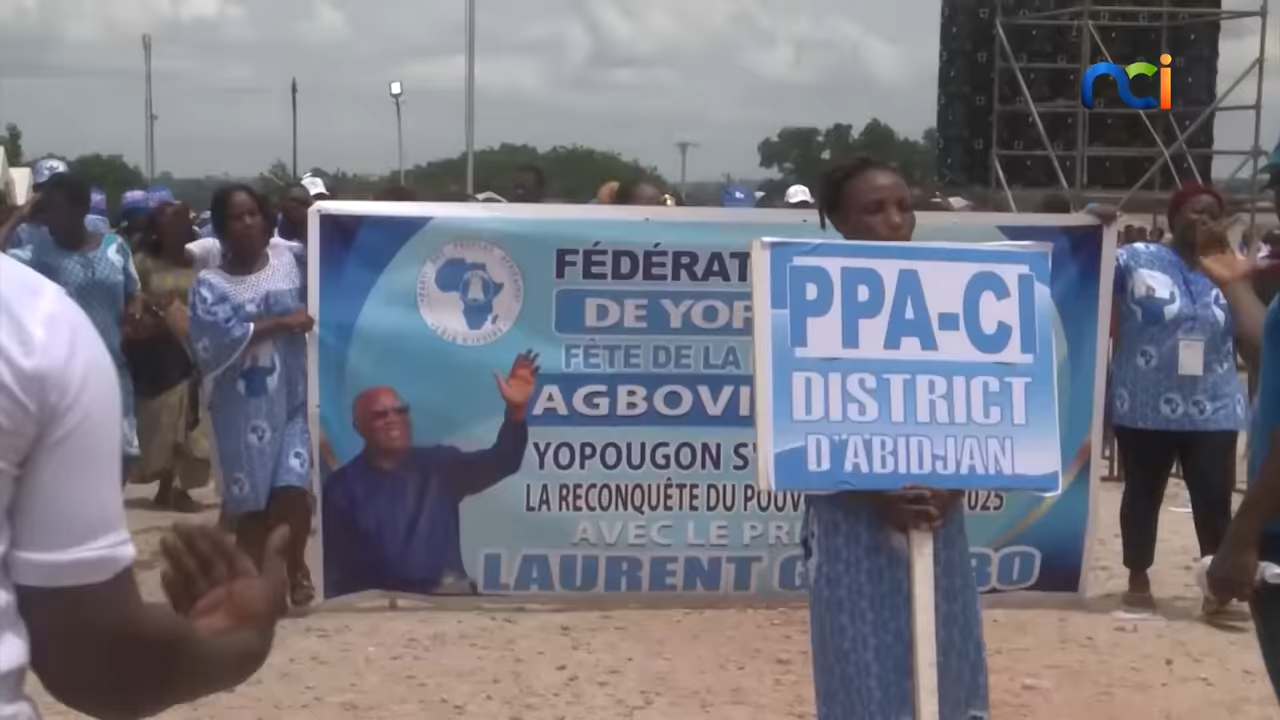 nci
FÉDÉRAT
DE YOP
FÊTE DE LA
AGBOVI
YOPOUGON S'
LA RECONQUÊTE DU POUV 2025
AVEC LE PR
LAURENT G BO
PPA-CI
DISTRICT
D'ABIDJAN